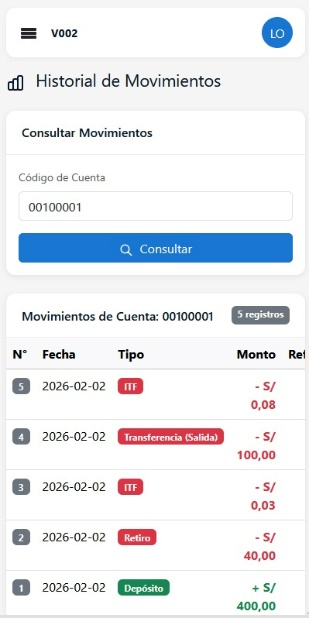 V002
LO
Historial de Movimientos
Consultar Movimientos
Código de Cuenta
00100001
Consultar
Movimientos de Cuenta: 00100001 5 registros
N° Fecha Tipo Monto Ref
5 2026-02-02 ITF - S/
0,08
4 2026-02-02 Transferencia (Salida) - S/
100,00
3 2026-02-02 ITF - S/
0,03
2 2026-02-02 Retiro - S/
40,00
1 2026-02-02 Depósito + S/
400,00